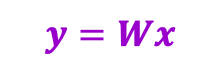 y = Wx